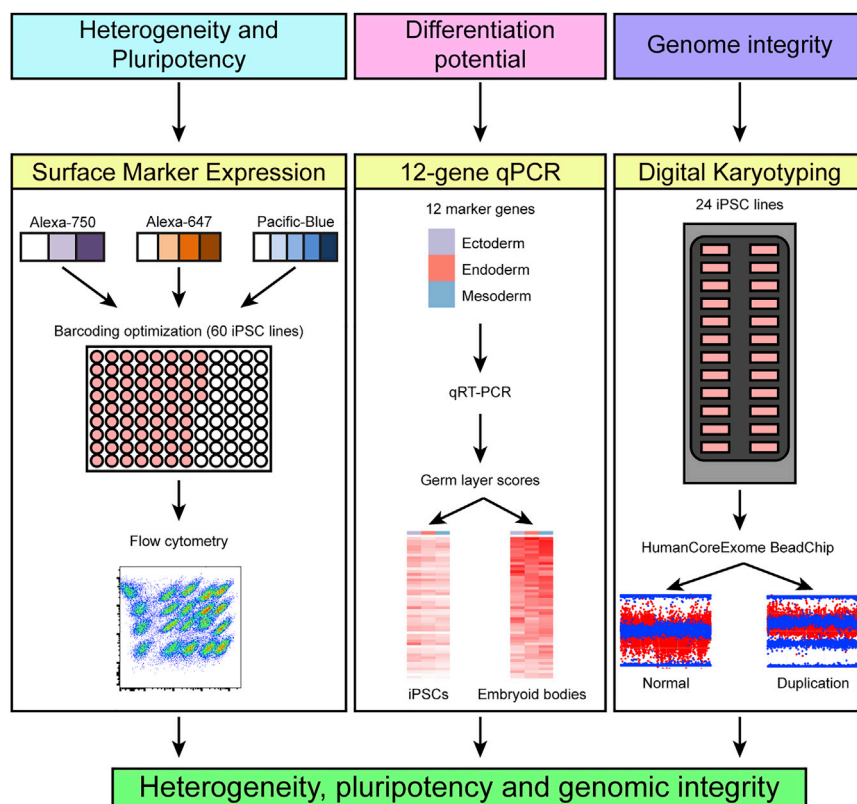 Heterogeneity and
Pluripotency
Differentiation
potential
Genome integrity
Surface Marker Expression
Alexa-750
Alexa-647
Pacific-Blue
Barcoding optimization (60 iPSC lines)
Flow cytometry
12-gene qPCR
12 marker genes
Ectoderm
Endoderm
Mesoderm
qRT-PCR
Germ layer scores
iPSCs
Embryoid bodies
Digital Karyotyping
24 iPSC lines
HumanCoreExome BeadChip
Normal
Duplication
Heterogeneity, pluripotency and genomic integrity